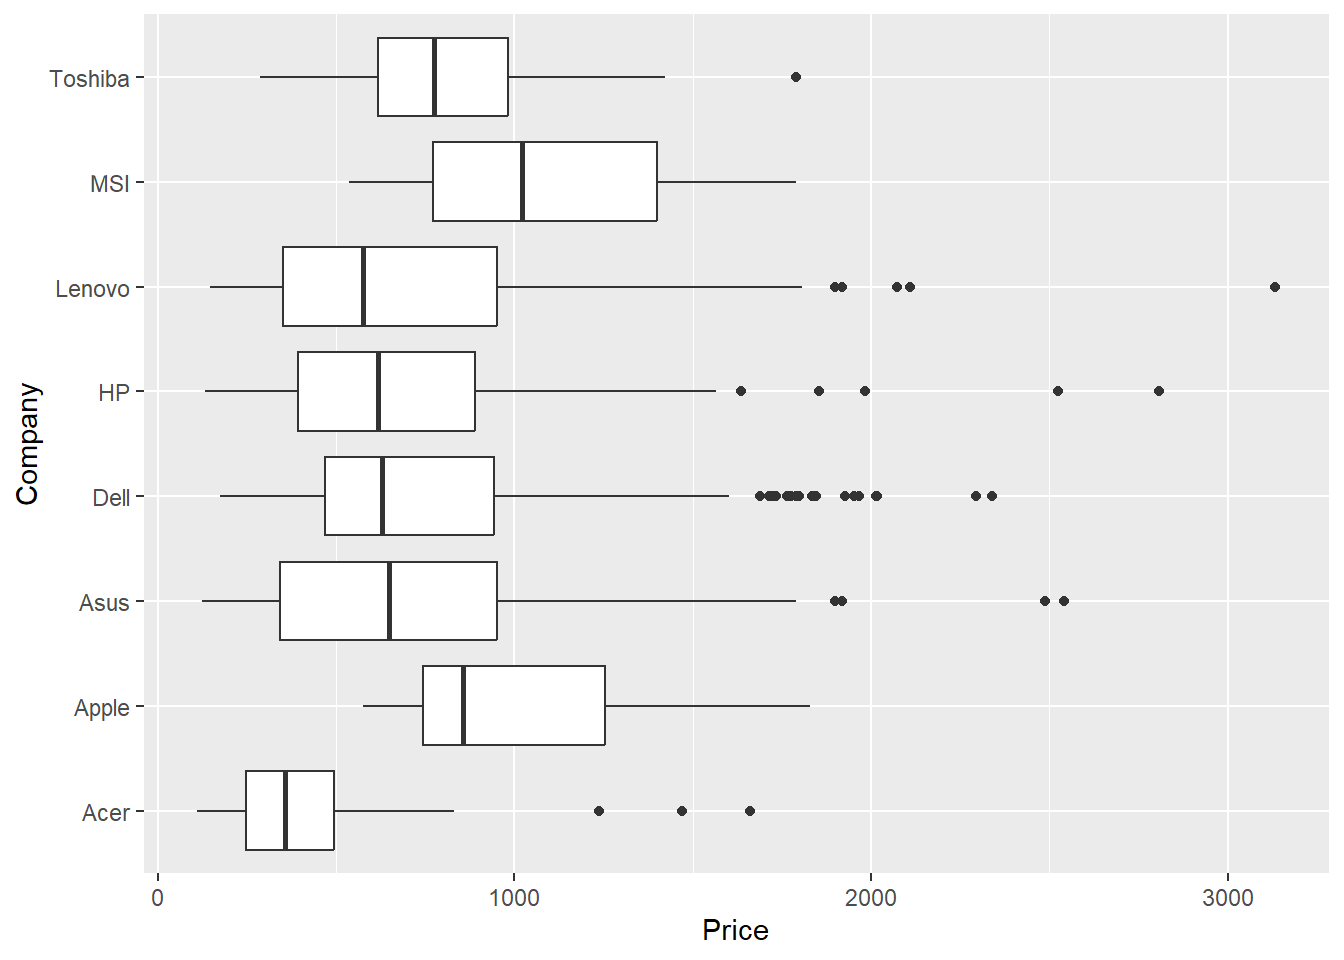 Toshiba
MSI
Lenovo
HP
Dell
Asus
Apple
Acer
Company
0 1000 2000 3000
Price